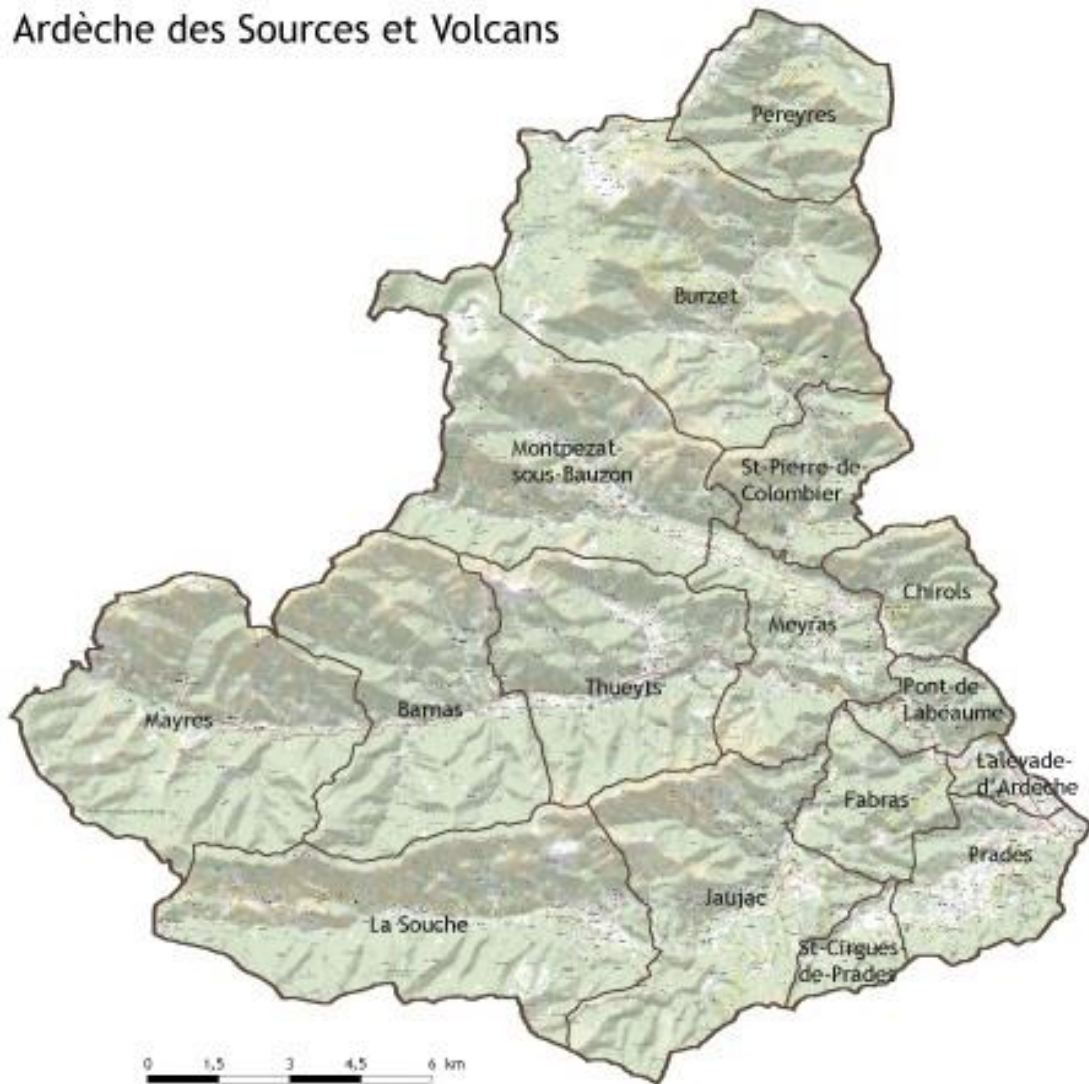 Ardèche des Sources et Volcans
Pereyres
Burzet
Montpezat-
sous-Bauzon
St-Pierre-de-
Colombier
Chirols
Meyras
Thueyts
Pont-de-
Labeaume
Mayres
Barnas
Lalevade-
d'Ardèche
Fabras
Prades
Jaujac
La Souche
St-Cirgues-
de-Prades
0 1,5 3 4,5 6 km